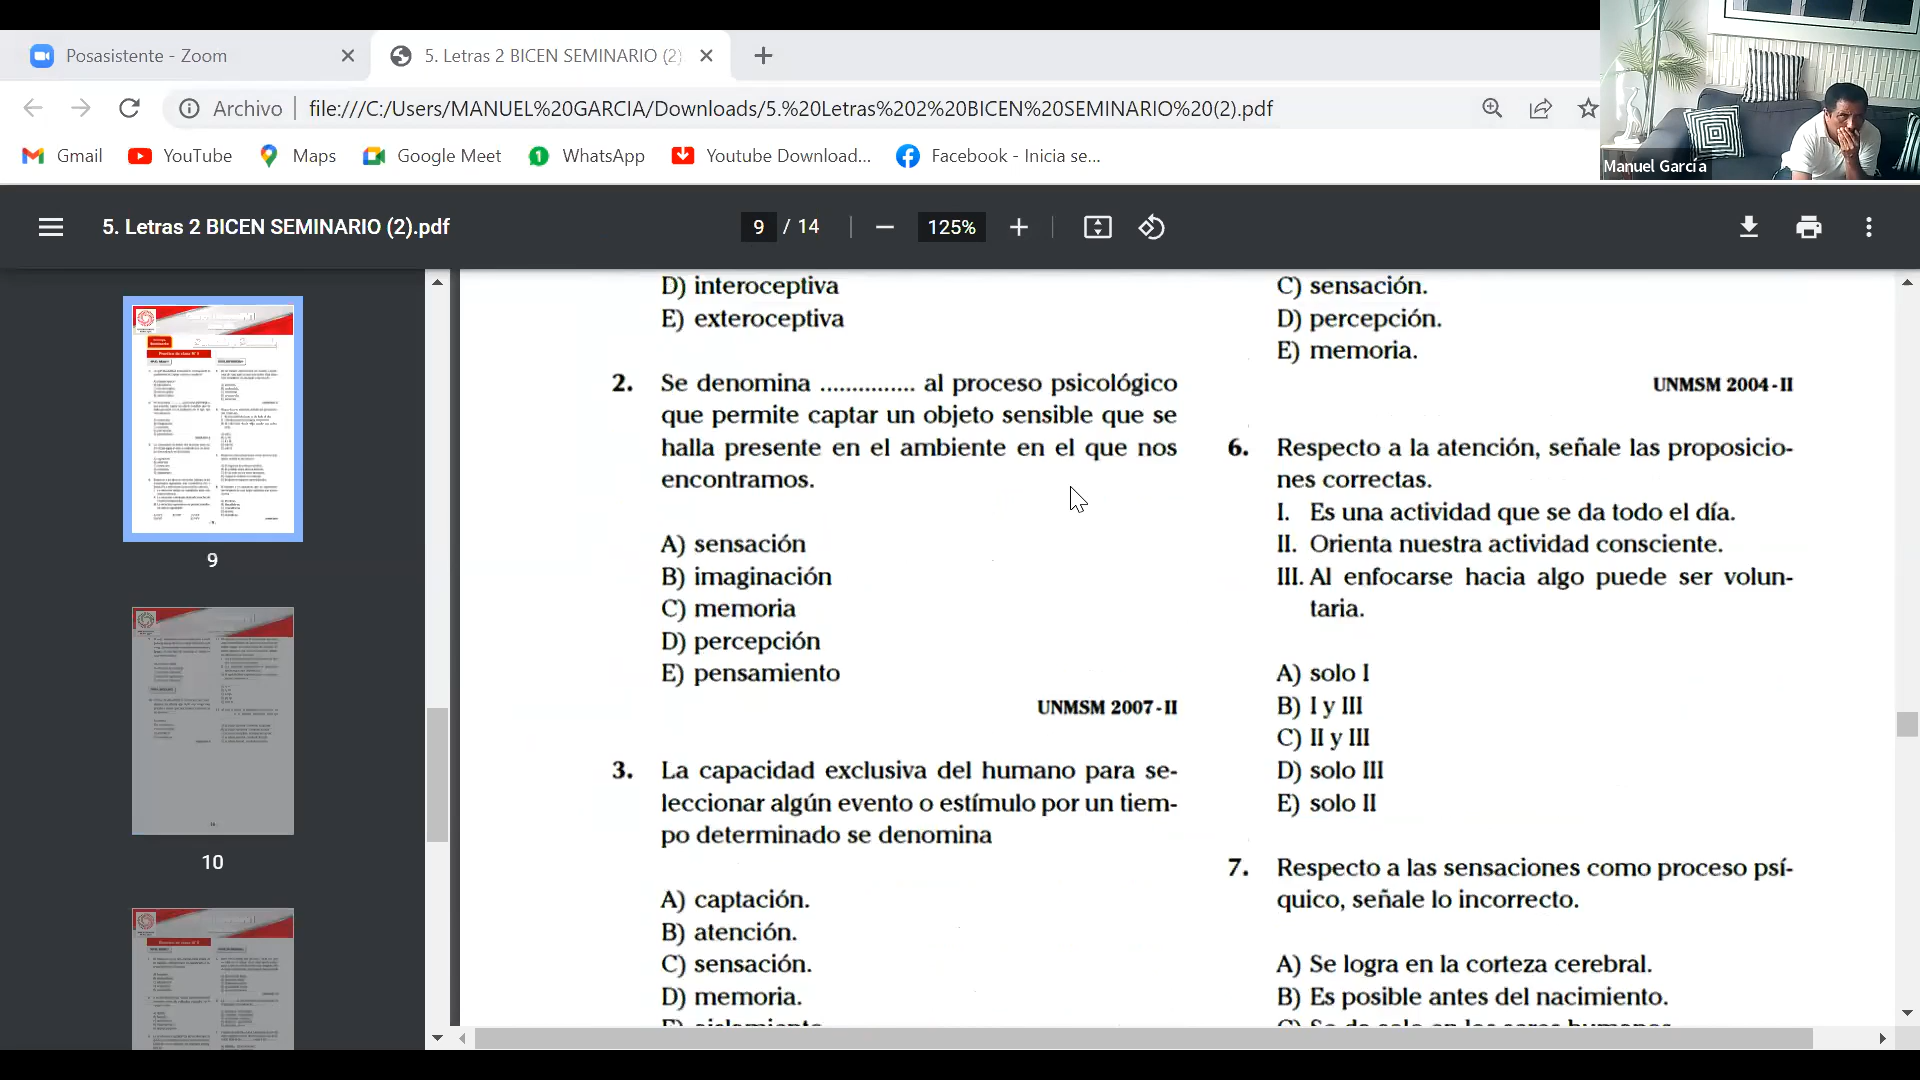 Posasistente - Zoom
5. Letras 2 BICEN SEMINARIO (2)
Archivo
file:///C:/Users/MANUEL%20GARCIA/Downloads/5.%20Letras%202%20BICEN%20SEMINARIO%20(2).pdf
Gmail
YouTube
Maps
Google Meet
WhatsApp
Youtube Download...
Facebook - Inicia se...
Manuel García
5. Letras 2 BICEN SEMINARIO (2).pdf
9 / 14
125%
9
10
D) interoceptiva
E) exteroceptiva
2. Se denomina ............... al proceso psicológico
que permite captar un objeto sensible que se
halla presente en el ambiente en el que nos
encontramos.
A) sensación
B) imaginación
C) memoria
D) percepción
E) pensamiento
UNMSM 2007-II
3. La capacidad exclusiva del humano para se-
leccionar algún evento o estímulo por un tiem-
po determinado se denomina
A) captación.
B) atención.
C) sensación.
D) memoria.
C) sensación.
D) percepción.
E) memoria.
UNMSM 2004-II
6. Respecto a la atención, señale las proposicio-
nes correctas.
I. Es una actividad que se da todo el día.
II. Orienta nuestra actividad consciente.
III. Al enfocarse hacia algo puede ser volun-
taria.
A) solo I
B) I y III
C) II y III
D) solo III
E) solo II
7. Respecto a las sensaciones como proceso psí-
quico, señale lo incorrecto.
A) Se logra en la corteza cerebral.
B) Es posible antes del nacimiento.